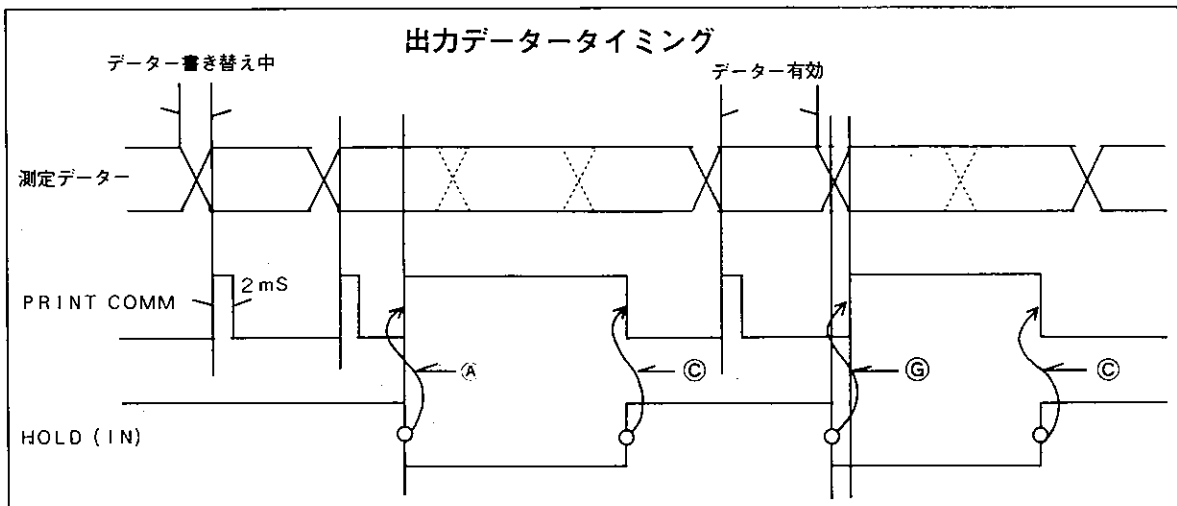 出力データータイミング
データー書き替え中
データー有効
測定データー
PRINT COMM
2mS
Ⓐ
Ⓒ
Ⓖ
Ⓒ
HOLD (IN)